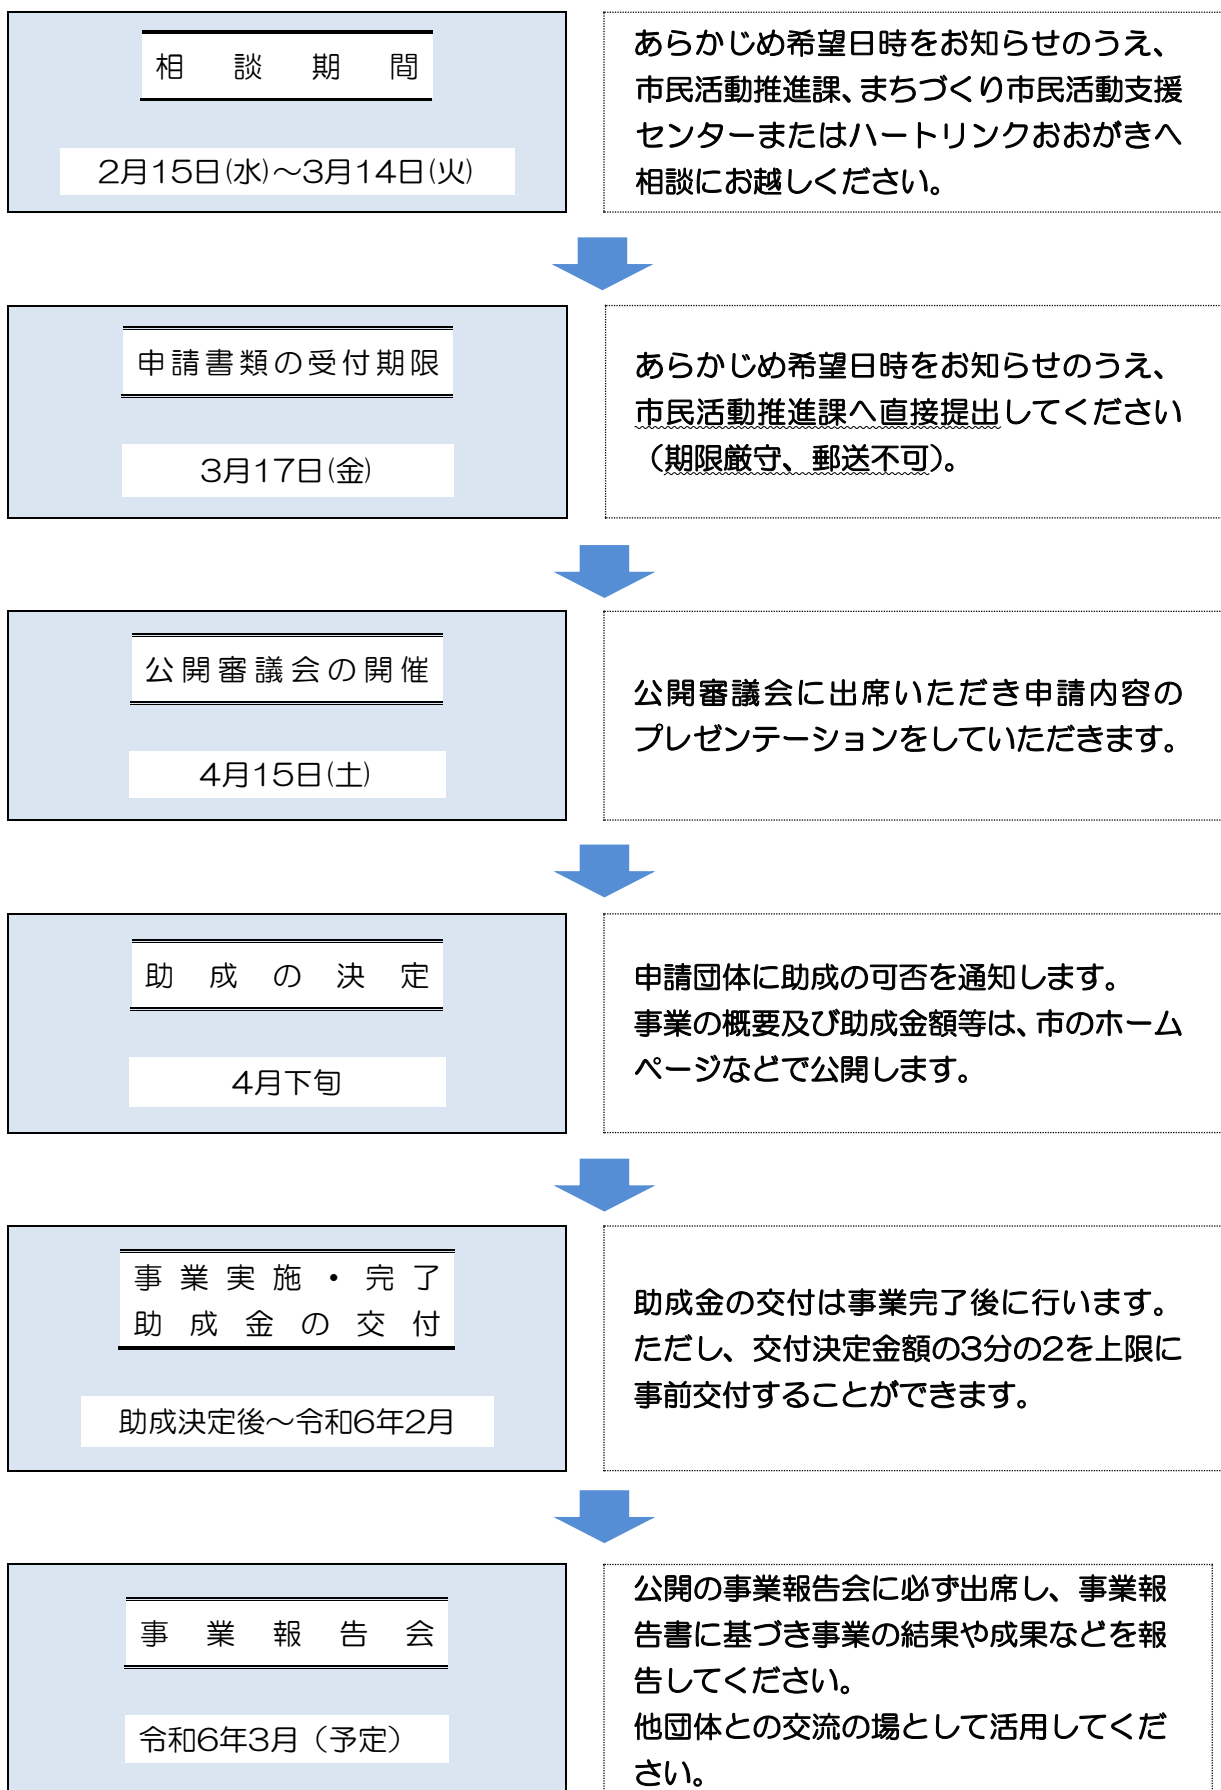 相談期間
2月15日(水)～3月14日(火)
あらかじめ希望日時をお知らせのうえ、
市民活動推進課、まちづくり市民活動支援
センターまたはハートリンクおおがきへ
相談にお越しください。
申請書類の受付期限
3月17日(金)
あらかじめ希望日時をお知らせのうえ、
市民活動推進課へ直接提出してください
（期限厳守、郵送不可）。
公開審議会の開催
4月15日(土)
公開審議会に出席いただき申請内容の
プレゼンテーションをしていただきます。
助成の決定
4月下旬
申請団体に助成の可否を通知します。
事業の概要及び助成金額等は、市のホーム
ページなどで公開します。
事業実施・完了
助成金の交付
助成決定後～令和6年2月
助成金の交付は事業完了後に行います。
ただし、交付決定金額の3分の2を上限に
事前交付することができます。
事業報告会
令和6年3月（予定）
公開の事業報告会に必ず出席し、事業報
告書に基づき事業の結果や成果などを報
告してください。
他団体との交流の場として活用してくだ
さい。